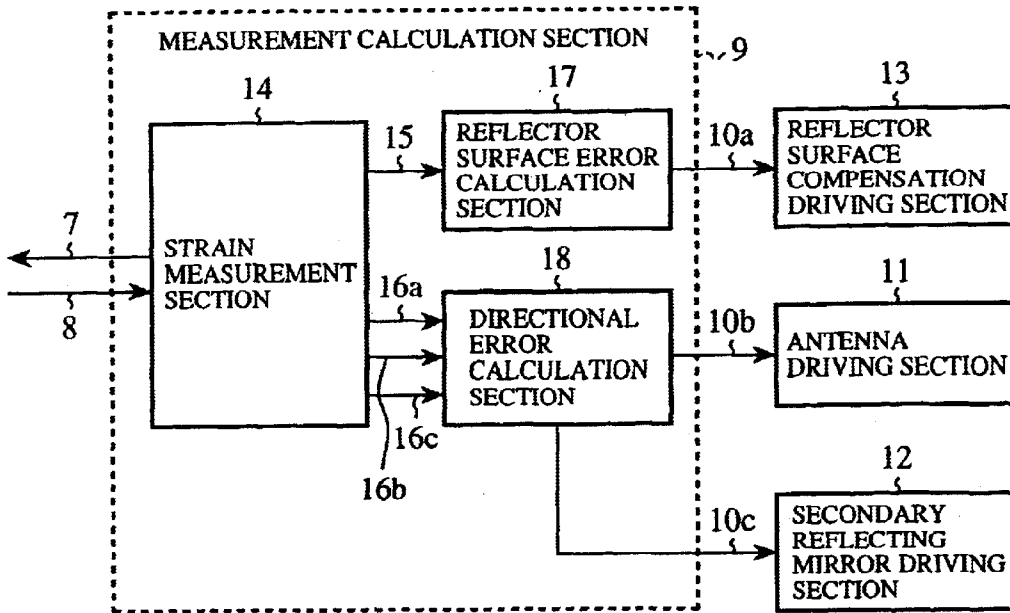 MEASUREMENT CALCULATION SECTION
9
14
17
13
STRAIN
MEASUREMENT
SECTION
15
REFLECTOR
SURFACE ERROR
CALCULATION
SECTION
10a
REFLECTOR
SURFACE
COMPENSATION
DRIVING SECTION
7
8
18
11
16a
16b
16c
DIRECTIONAL
ERROR
CALCULATION
SECTION
10b
ANTENNA
DRIVING SECTION
12
10c
SECONDARY
REFLECTING
MIRROR DRIVING
SECTION